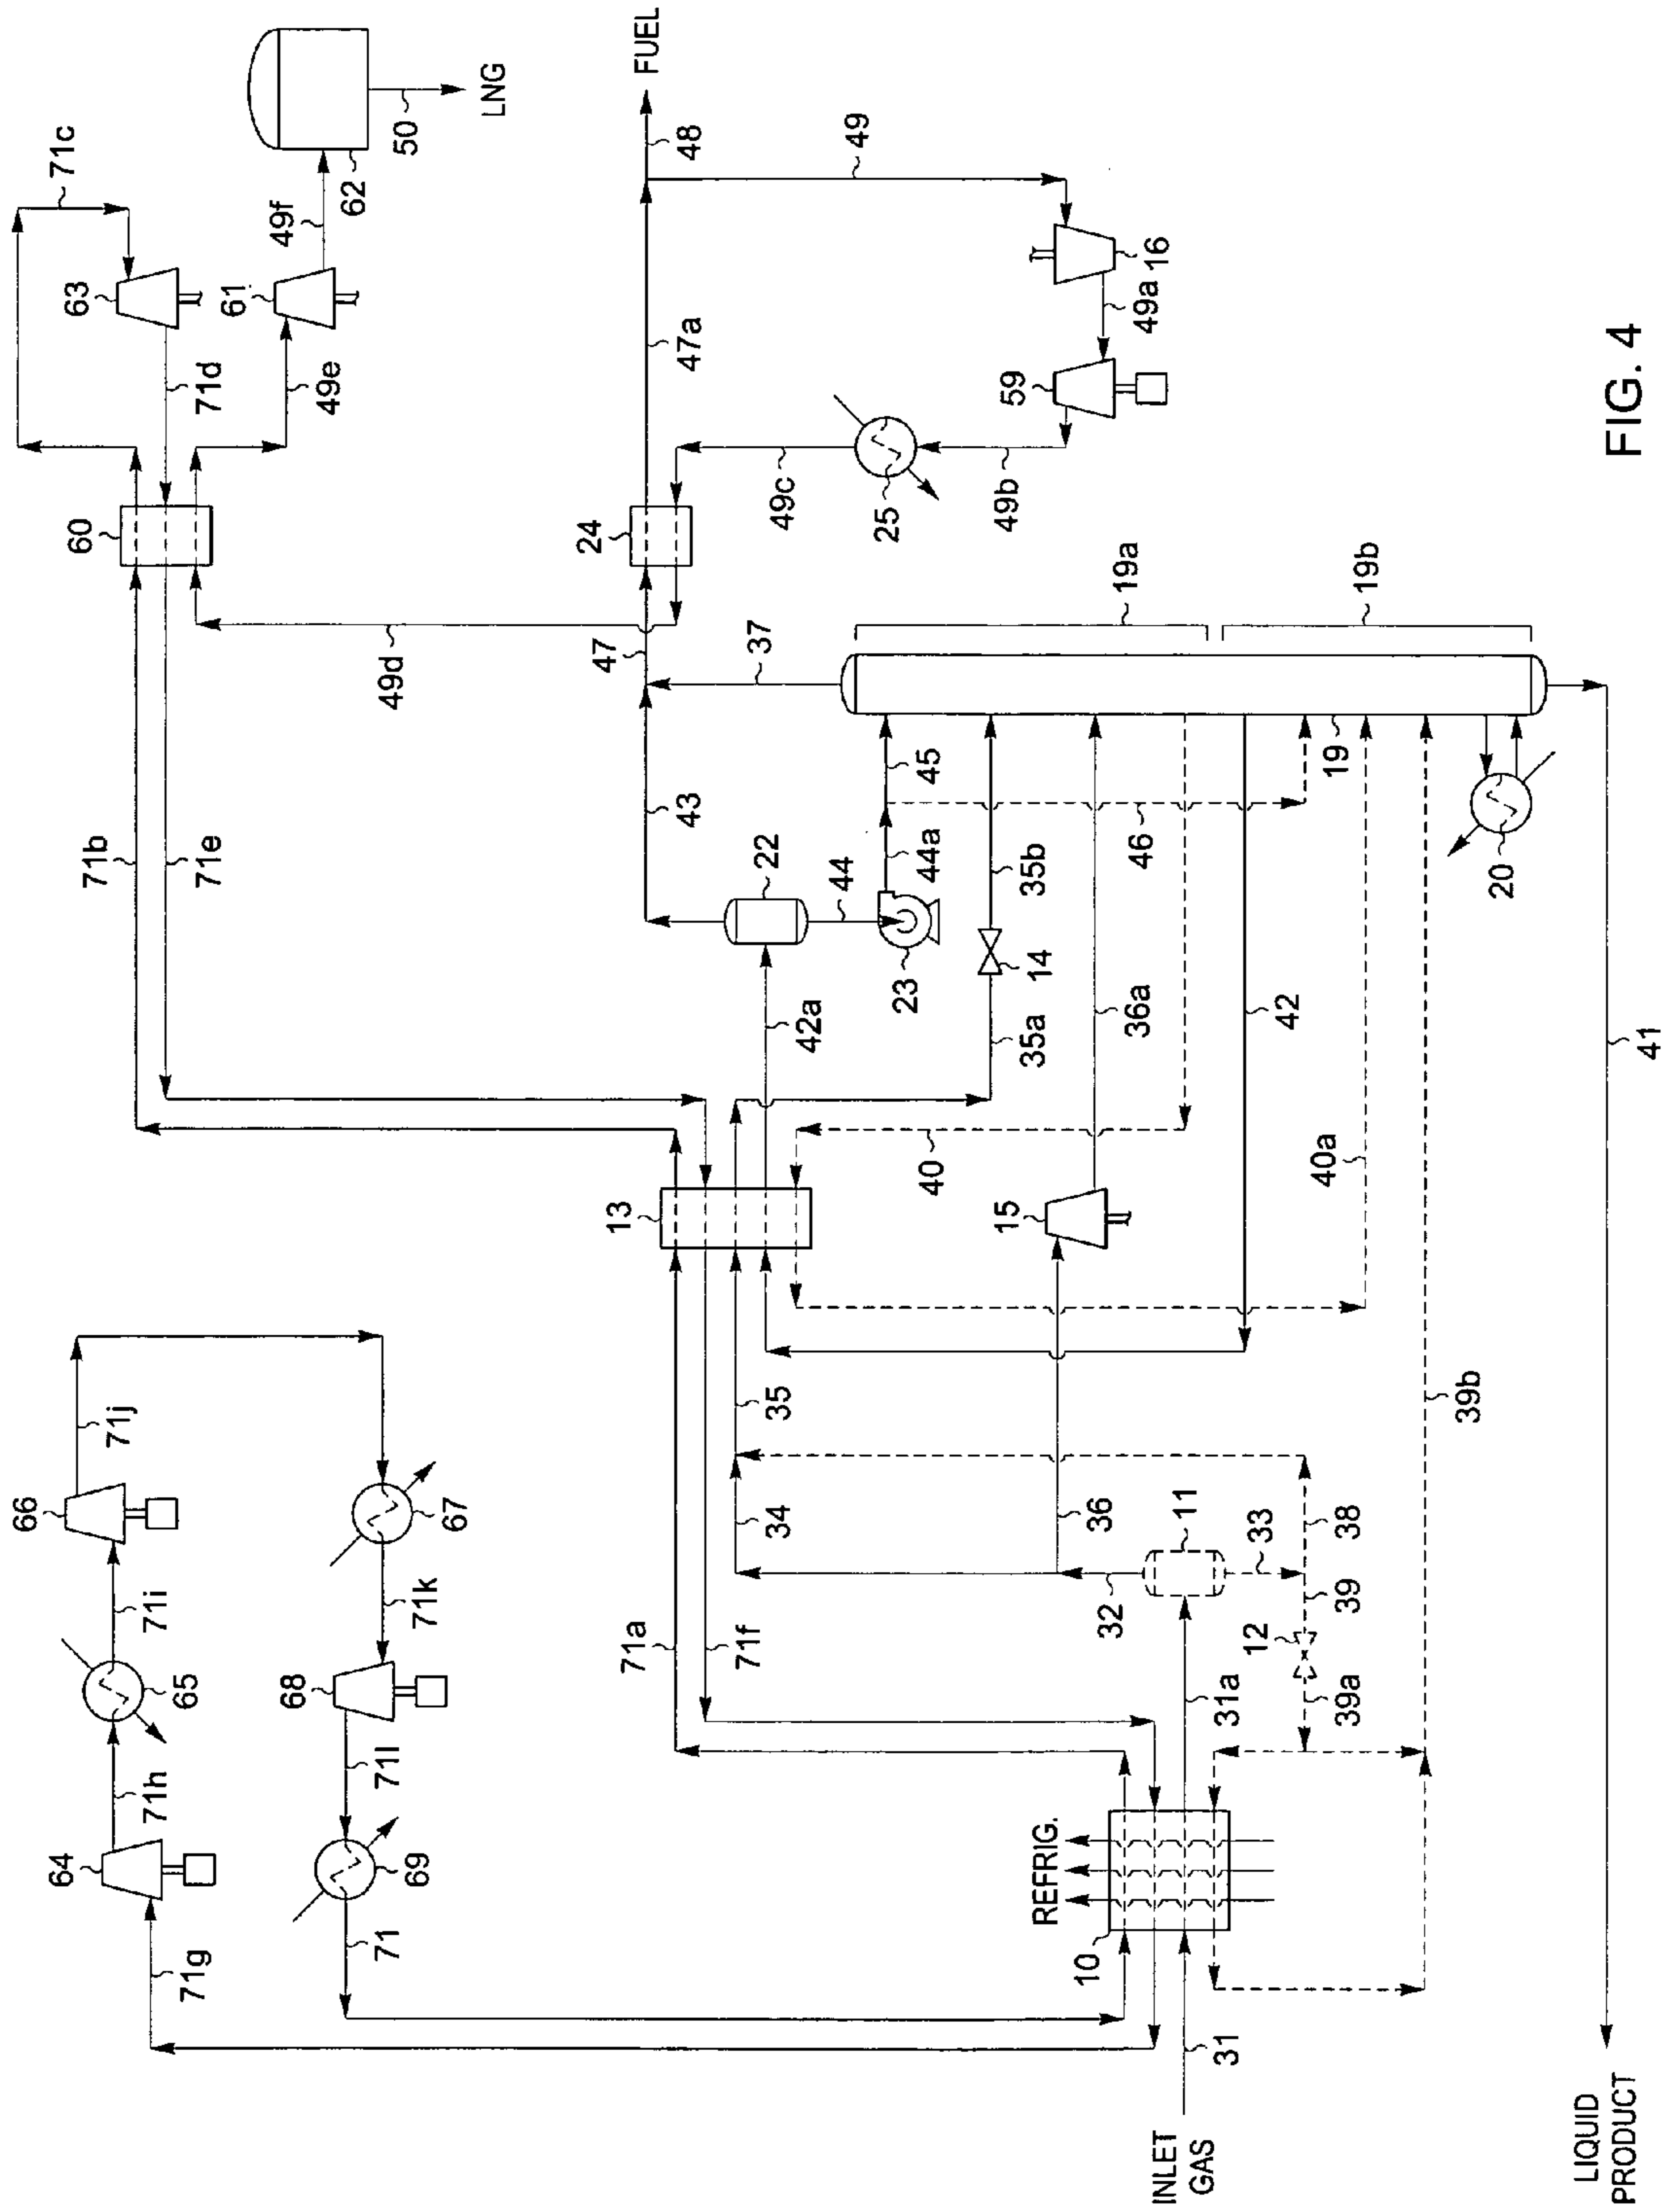 71c
63
71d
61
49e
49f
62
50
LNG
60
71b
71e
49d
FUEL
48
49
47a
24
47
16
49a
59
25
49c
49b
43
37
22
44
23
44a
45
42a
35a
14
35b
36a
46
19a
19b
19
20
42
40
40a
13
15
41
66
71j
67
71i
65
71k
68
64
71h
71l
69
71g
71
71a
71f
35
34
36
11
32
33
38
12
39
39a
39b
31a
REFRIG.
10
31
INLET
GAS
LIQUID
PRODUCT
FIG. 4